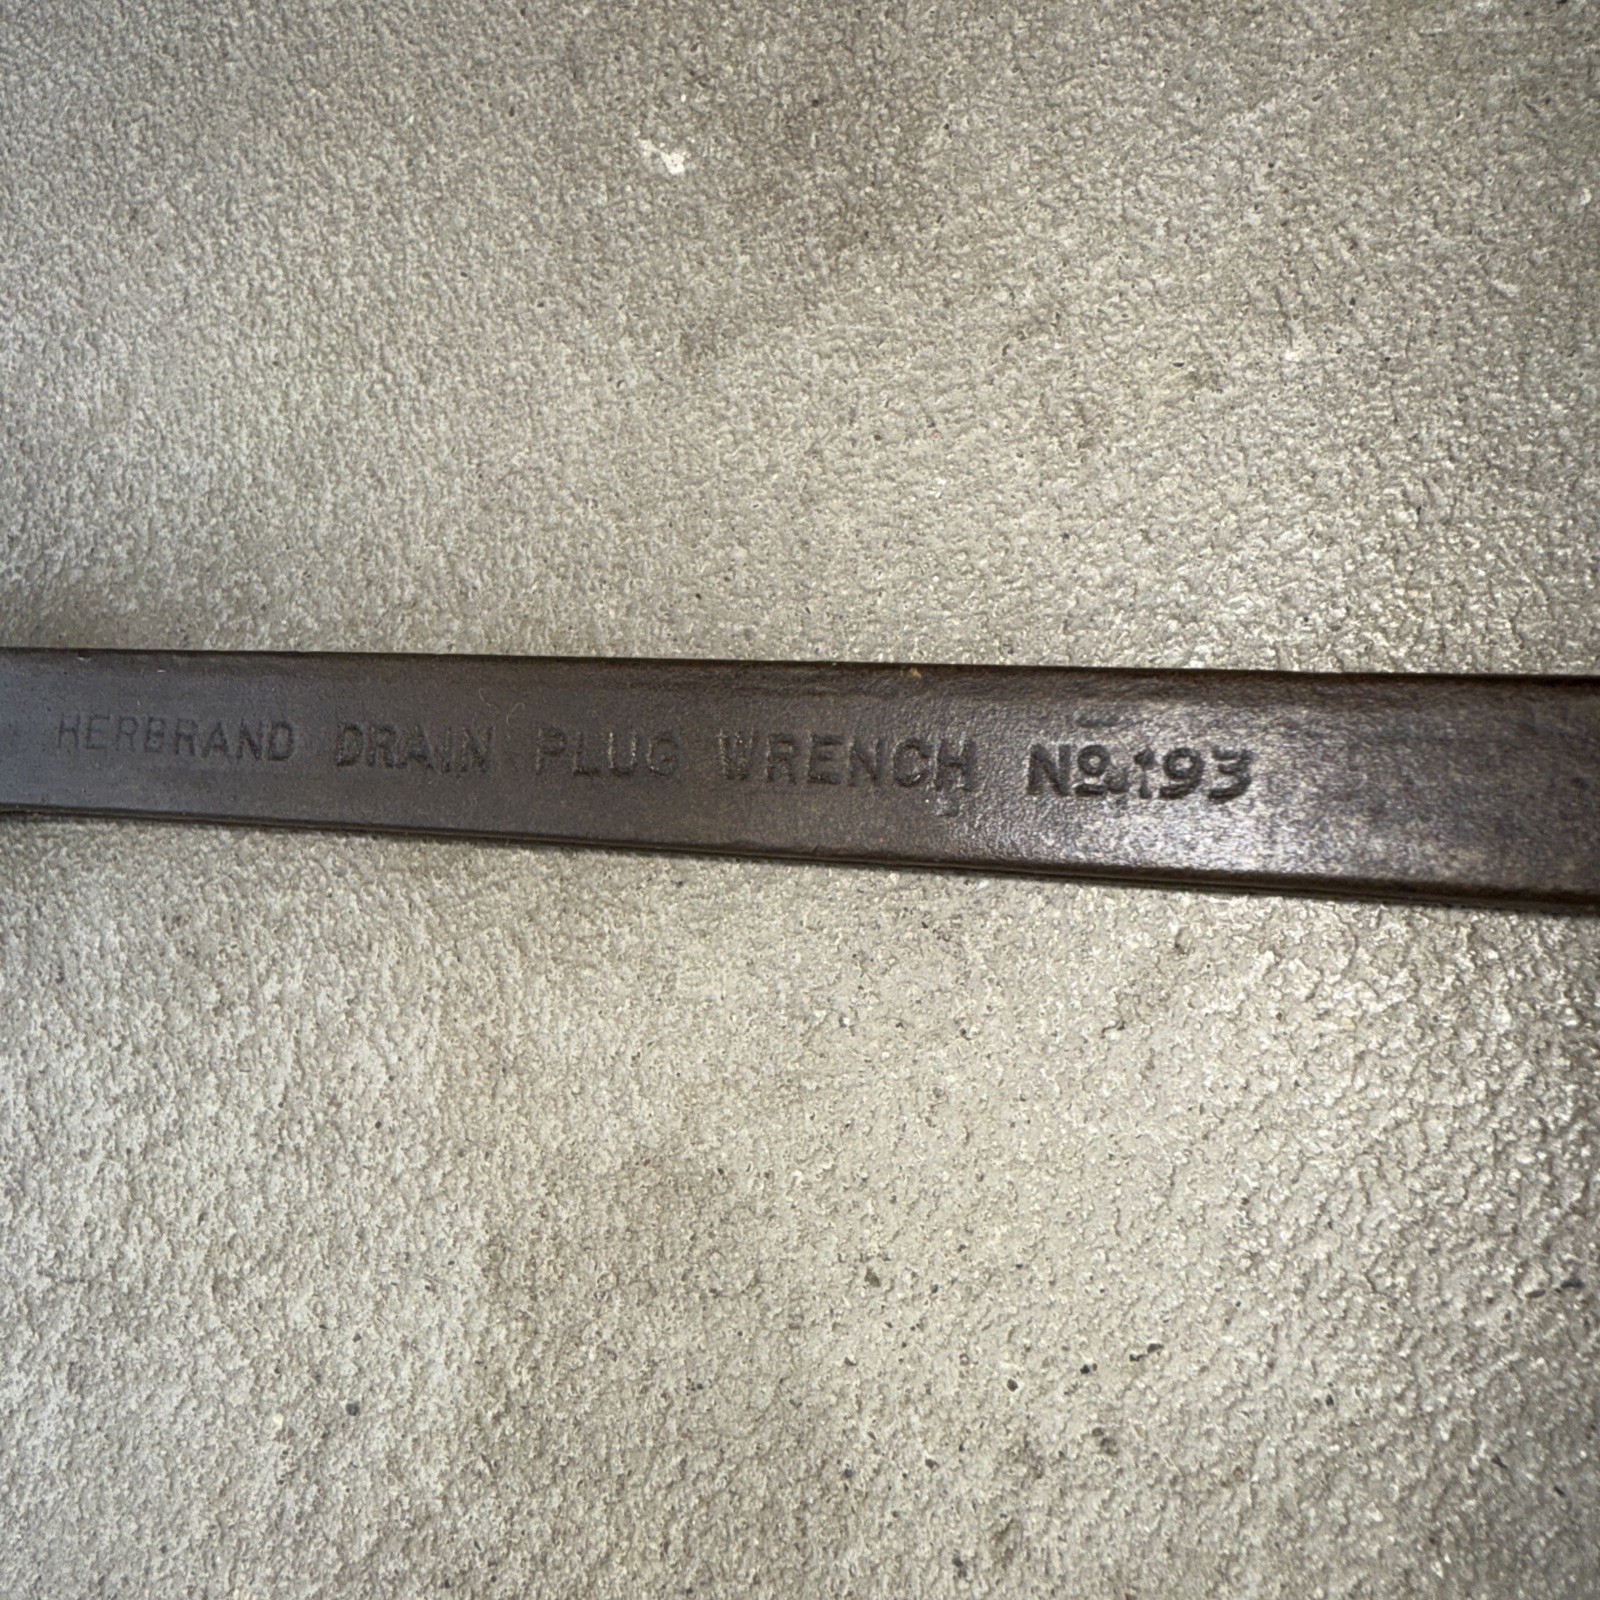 HERBRAND DRAIN PLUG WRENCH Nº.193